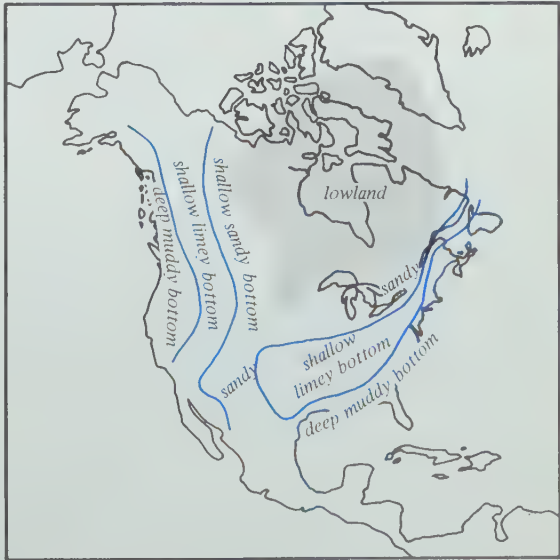 lowland
deep muddy bottom
shallow limey bottom
shallow sandy bottom
sandy
sandy
shallow
limey bottom
deep muddy bottom